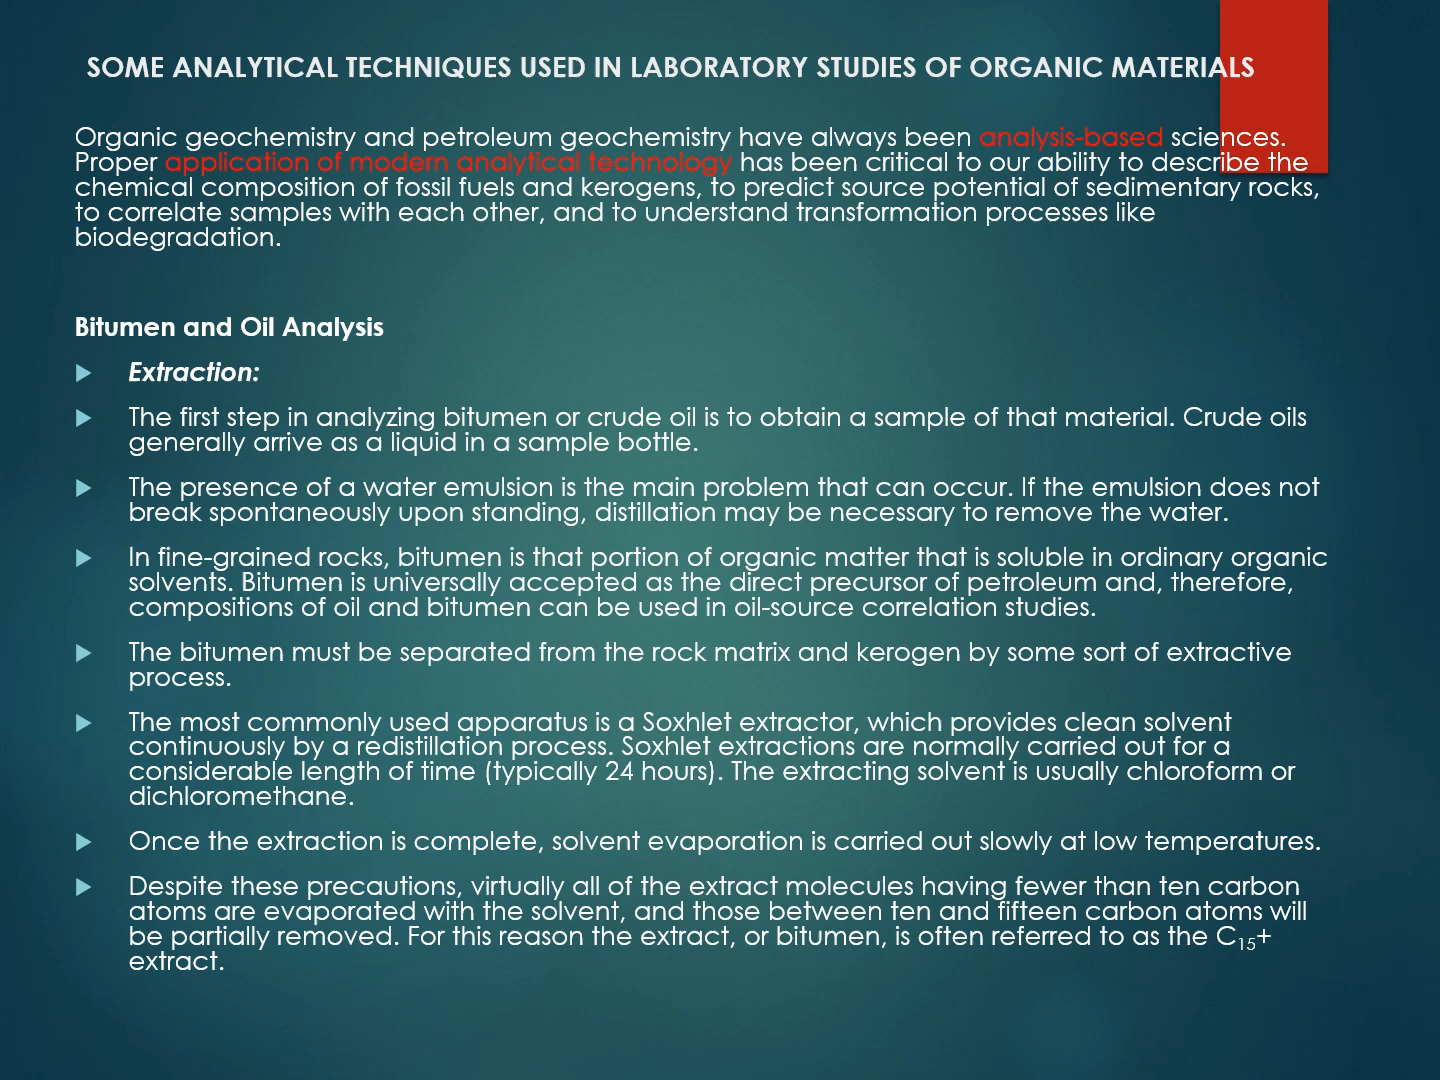 SOME ANALYTICAL TECHNIQUES USED IN LABORATORY STUDIES OF ORGANIC MATERIALS
Organic geochemistry and petroleum geochemistry have always been analysis-based sciences.
Proper application of modern analytical technology has been critical to our ability to describe the
chemical composition of fossil fuels and kerogens, to predict source potential of sedimentary rocks,
to correlate samples with each other, and to understand transformation processes like
biodegradation.
Bitumen and Oil Analysis
Extraction:
The first step in analyzing bitumen or crude oil is to obtain a sample of that material. Crude oils
generally arrive as a liquid in a sample bottle.
The presence of a water emulsion is the main problem that can occur. If the emulsion does not
break spontaneously upon standing, distillation may be necessary to remove the water.
In fine-grained rocks, bitumen is that portion of organic matter that is soluble in ordinary organic
solvents. Bitumen is universally accepted as the direct precursor of petroleum and, therefore,
compositions of oil and bitumen can be used in oil-source correlation studies.
The bitumen must be separated from the rock matrix and kerogen by some sort of extractive
process.
The most commonly used apparatus is a Soxhlet extractor, which provides clean solvent
continuously by a redistillation process. Soxhlet extractions are normally carried out for a
considerable length of time (typically 24 hours). The extracting solvent is usually chloroform or
dichloromethane.
Once the extraction is complete, solvent evaporation is carried out slowly at low temperatures.
Despite these precautions, virtually all of the extract molecules having fewer than ten carbon
atoms are evaporated with the solvent, and those between ten and fifteen carbon atoms will
be partially removed. For this reason the extract, or bitumen, is often referred to as the C15+
extract.